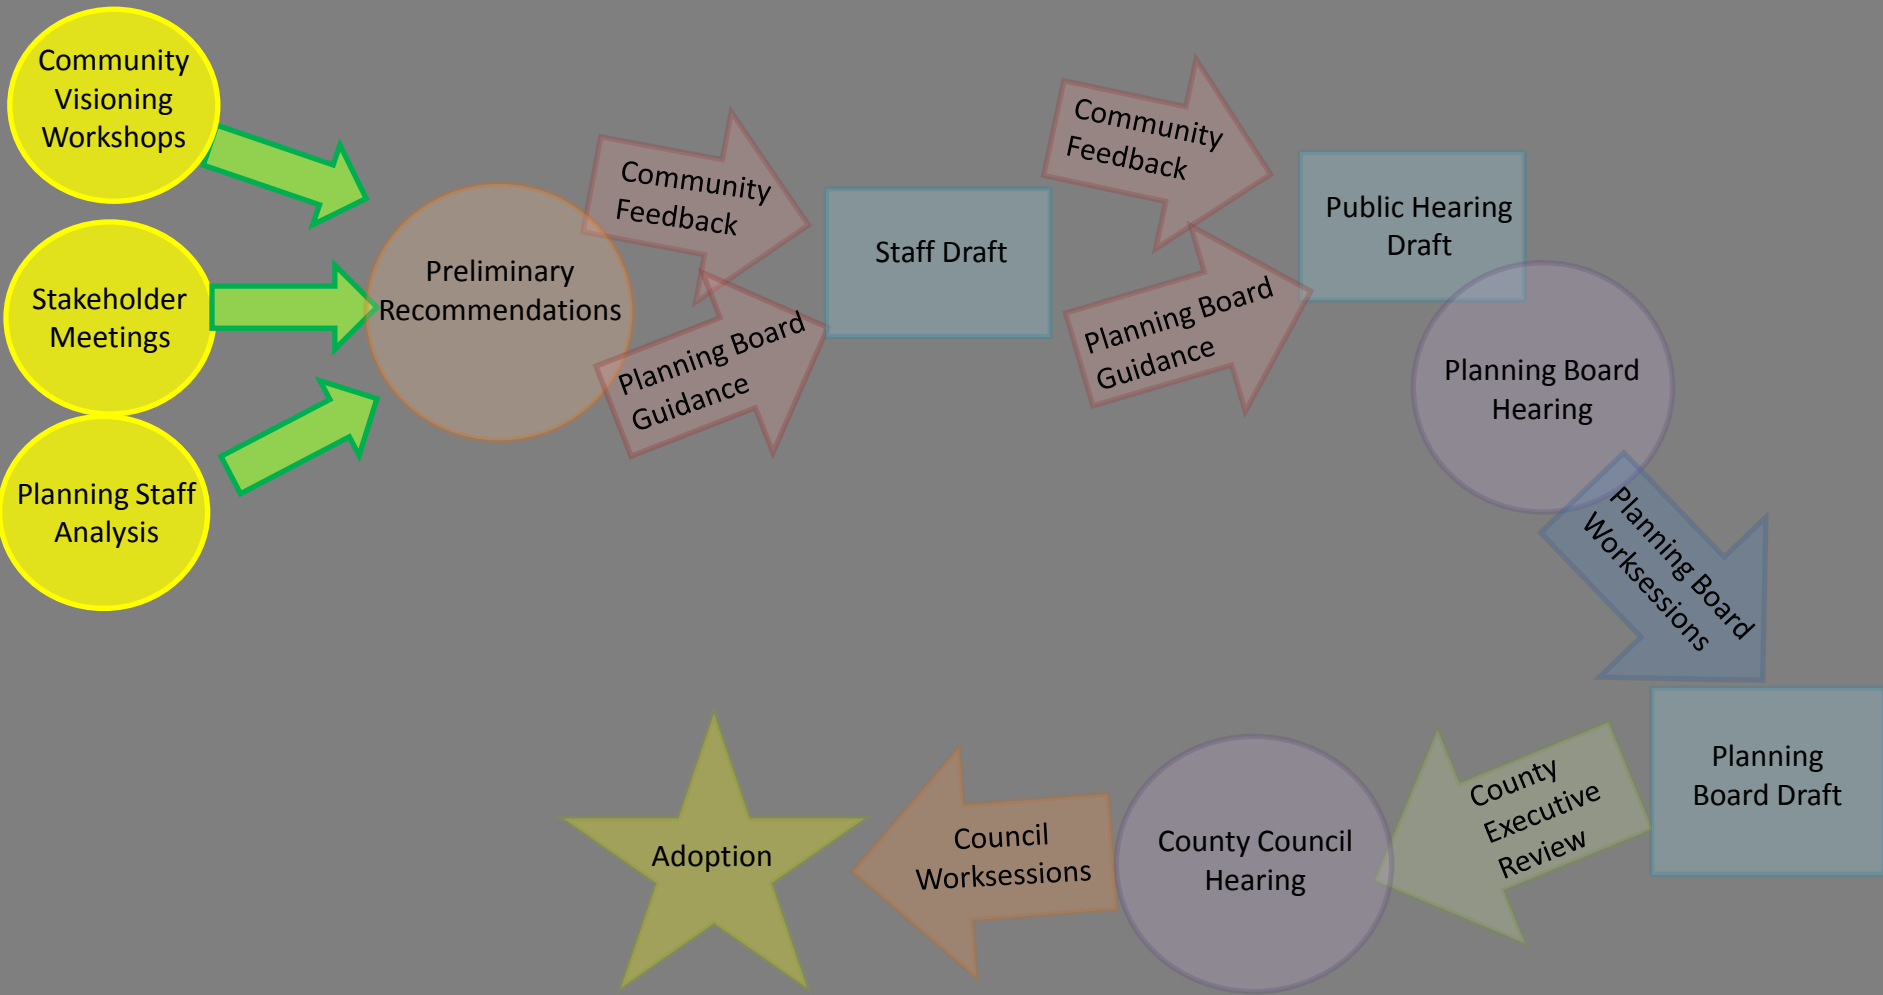 Community
Visioning
Workshops
Stakeholder
Meetings
Planning Staff
Analysis
Preliminary
Recommendations
Community
Feedback
Planning Board
Guidance
Staff Draft
Community
Feedback
Planning Board
Guidance
Public Hearing
Draft
Planning Board
Hearing
Planning Board
Worksessions
Planning
Board Draft
County
Executive
Review
County Council
Hearing
Council
Worksessions
Adoption